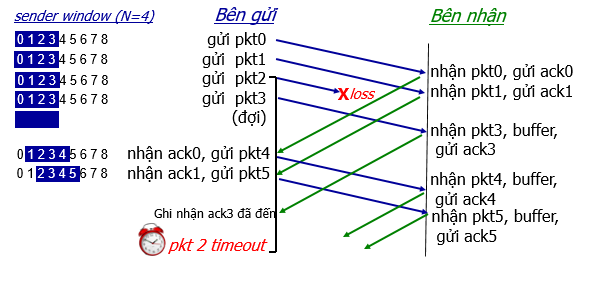 sender window (N=4)
Bên gửi
Bên nhận
0 1 2 3 4 5 6 7 8
gửi pkt0
0 1 2 3 4 5 6 7 8
gửi pkt1
0 1 2 3 4 5 6 7 8
gửi pkt2
0 1 2 3 4 5 6 7 8
gửi pkt3
(đợi)
X loss
nhận pkt0, gửi ack0
nhận pkt1, gửi ack1
nhận pkt3, buffer,
gửi ack3
0 1 2 3 4 5 6 7 8
nhận ack0, gửi pkt4
0 1 2 3 4 5 6 7 8
nhận ack1, gửi pkt5
nhận pkt4, buffer,
gửi ack4
nhận pkt5, buffer,
gửi ack5
Ghi nhận ack3 đã đến
pkt 2 timeout